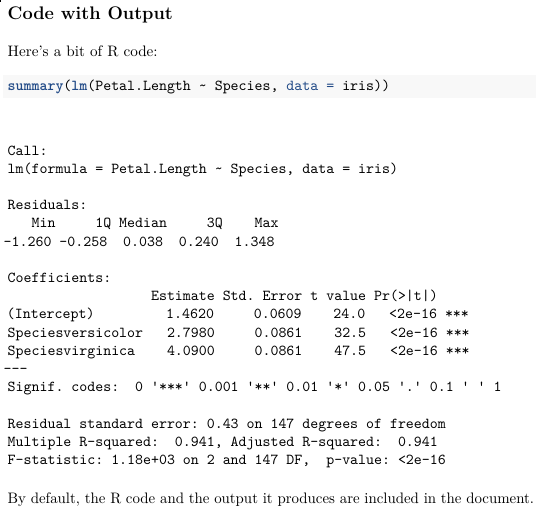 Code with Output
Here's a bit of R code:
summary(lm(Petal.Length ~ Species, data = iris))
Call:
lm(formula = Petal.Length ~ Species, data = iris)
Residuals:
Min 1Q Median 3Q Max
-1.260 -0.258 0.038 0.240 1.348
Coefficients:
Estimate Std. Error t value Pr(>|t|)
(Intercept) 1.4620 0.0609 24.0 <2e-16 ***
Speciesversicolor 2.7980 0.0861 32.5 <2e-16 ***
Speciesvirginica 4.0900 0.0861 47.5 <2e-16 ***
---
Signif. codes: 0 '***' 0.001 '**' 0.01 '*' 0.05 '.' 0.1 ' ' 1
Residual standard error: 0.43 on 147 degrees of freedom
Multiple R-squared: 0.941, Adjusted R-squared: 0.941
F-statistic: 1.18e+03 on 2 and 147 DF, p-value: <2e-16
By default, the R code and the output it produces are included in the document.